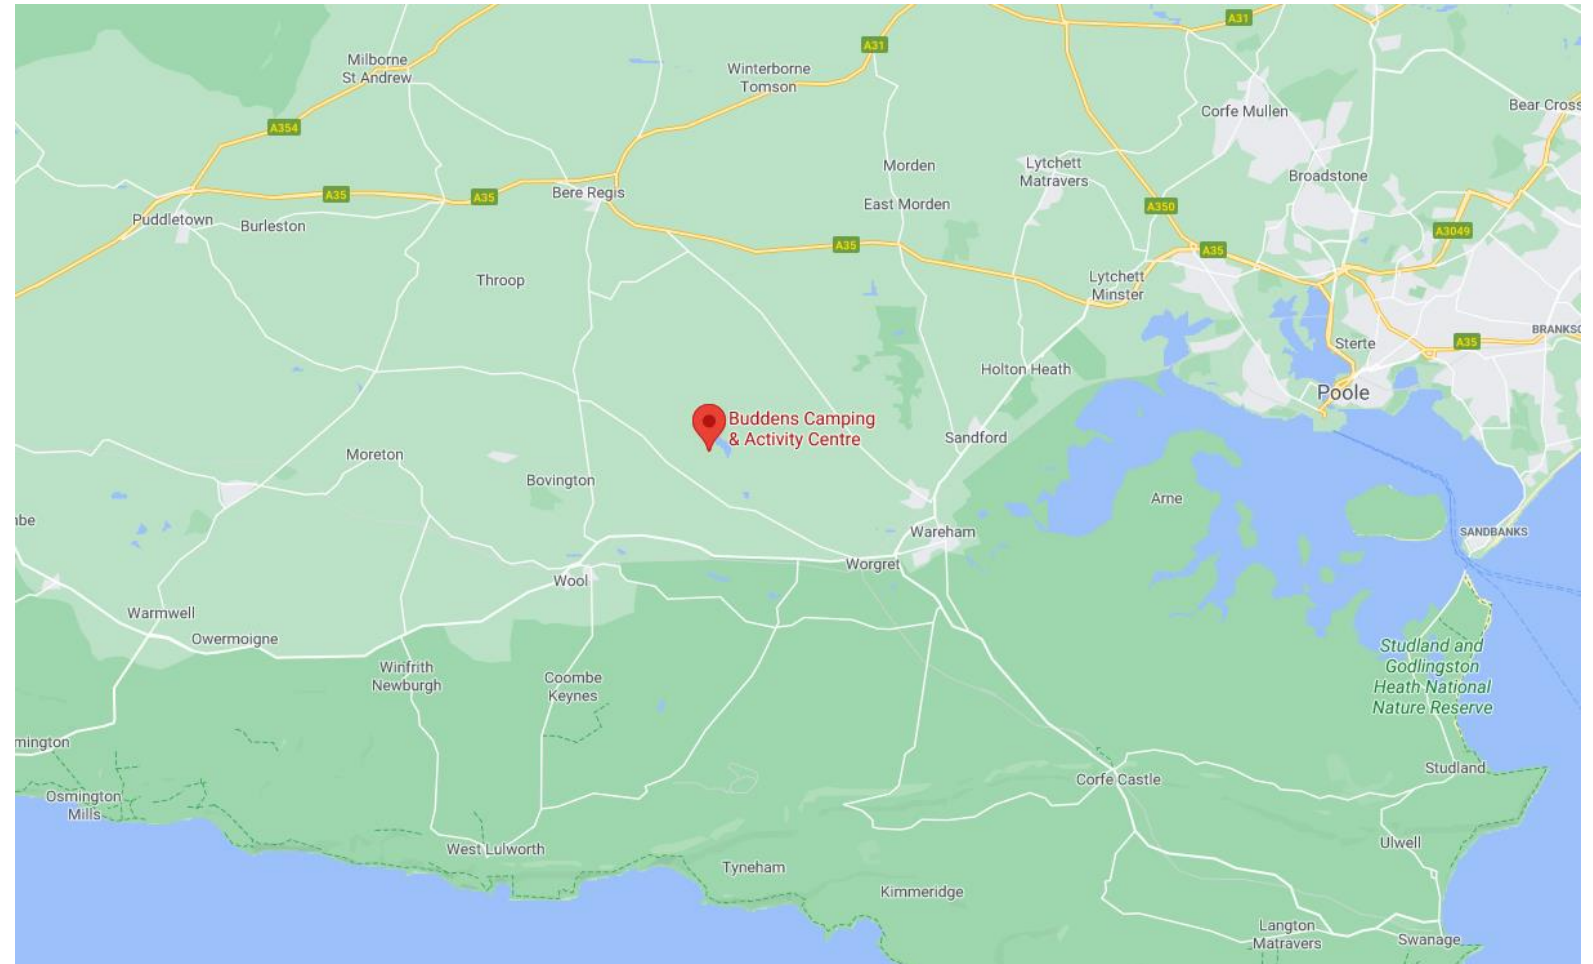 A31
A31
Milborne
St Andrew
Winterborne
Tomson
Corfe Mullen
Bear Cross
A354
Morden
Lytchett
Matravers
Broadstone
A35
A35
Bere Regis
East Morden
A350
Puddletown
Burleston
A3049
A35
A35
Throop
Lytchett
Minster
BRANKSO
Sterte
A35
Holton Heath
Poole
Buddens Camping
& Activity Centre
Sandford
Moreton
Bovington
Arne
mbe
Wareham
SANDBANKS
Worgret
Wool
Warmwell
Owermoigne
Studland and
Godlingston
Heath National
Nature Reserve
Winfrith
Newburgh
Coombe
Keynes
mington
Studland
Corfe Castle
Osmington
Mills
West Lulworth
Ulwell
Tyneham
Kimmeridge
Langton
Matravers
Swanage